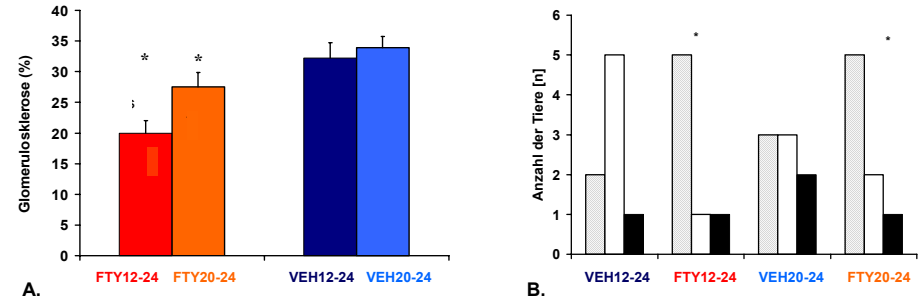 Glomerulosklerose (%)
40
35
30
25
20
15
10
5
0
*
*
FTY12-24
FTY20-24
VEH12-24
VEH20-24
A.
Anzahl der Tiere [n]
6
5
4
3
2
1
0
*
*
VEH12-24
FTY12-24
VEH20-24
FTY20-24
B.